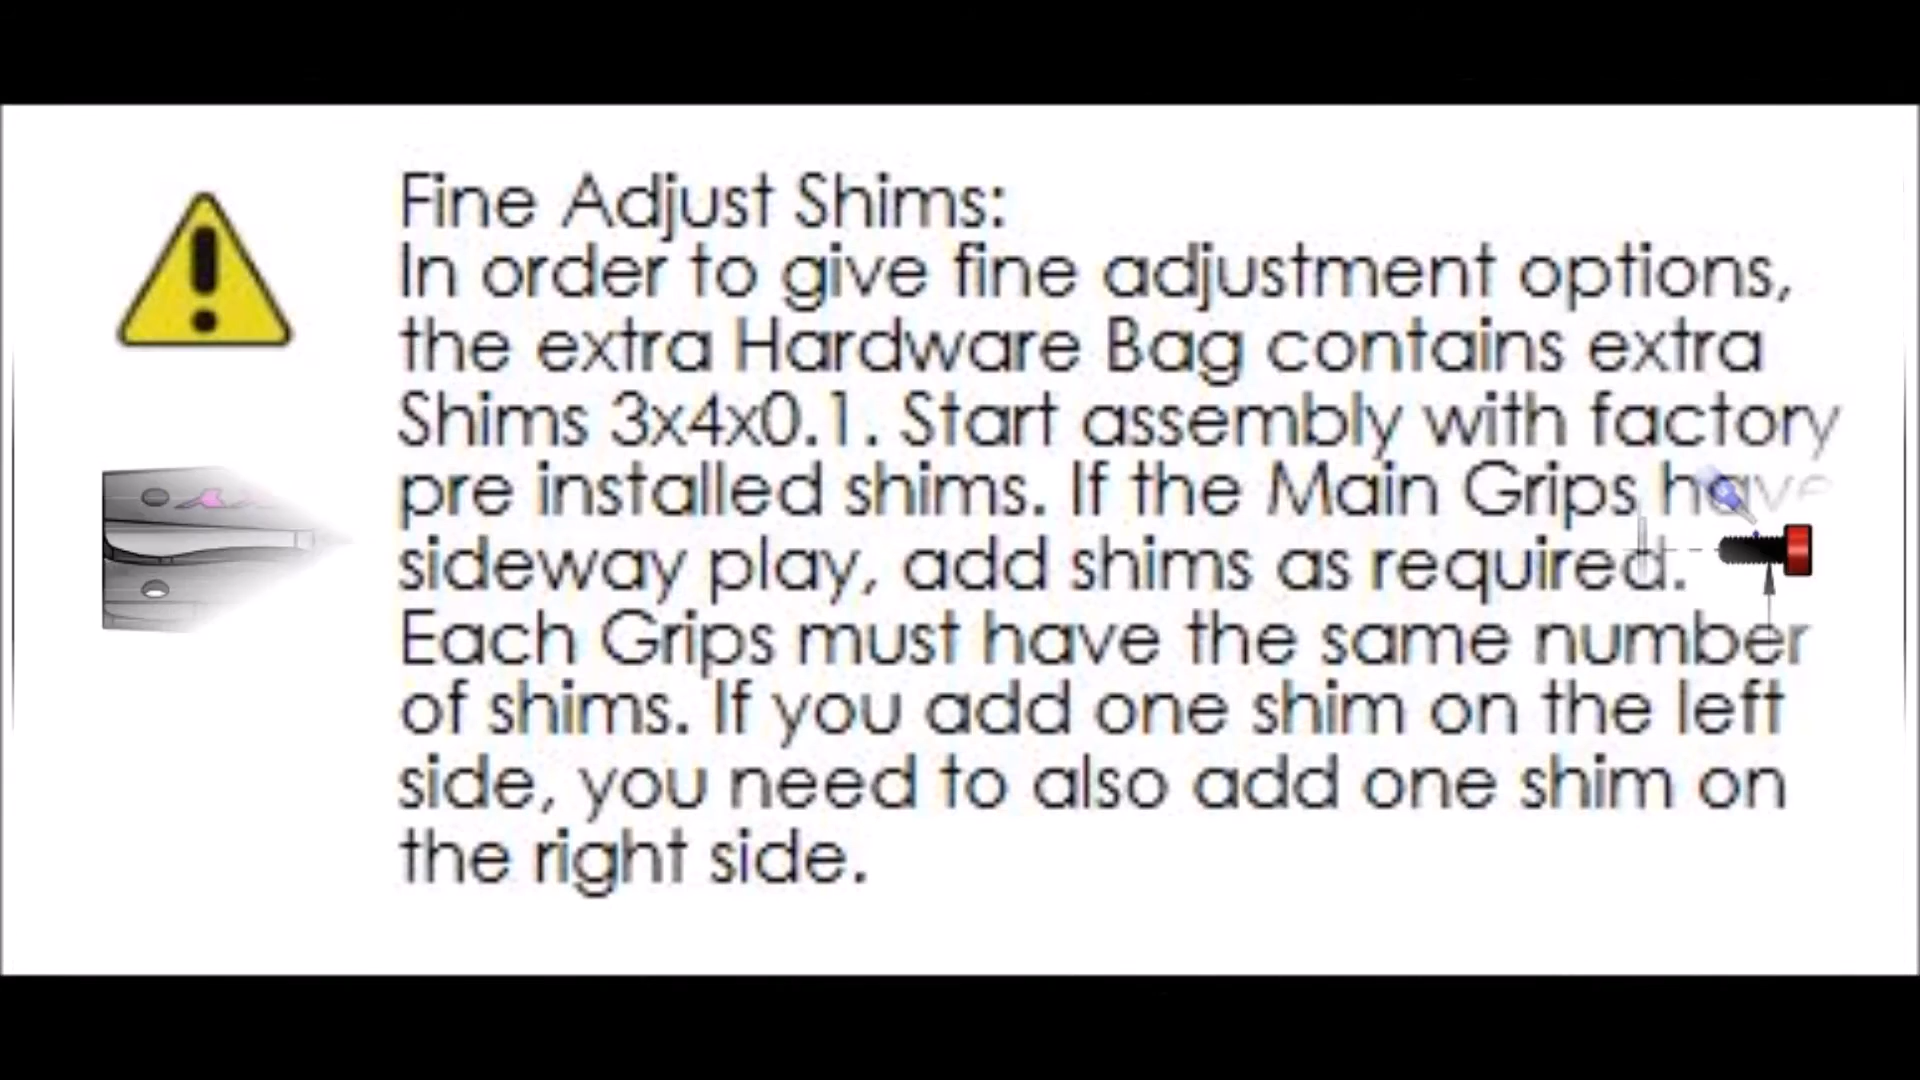 Fine Adjust Shims:
In order to give fine adjustment options,
the extra Hardware Bag contains extra
Shims 3x4x0.1. Start assembly with factory
pre installed shims. If the Main Grips have
sideway play, add shims as required.
Each Grips must have the same number
of shims. If you add one shim on the left
side, you need to also add one shim on
the right side.